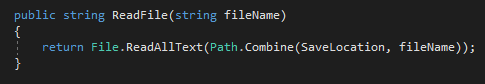 public string ReadFile(string fileName)
{
    return File.ReadAllText(Path.Combine(SaveLocation, fileName));
}